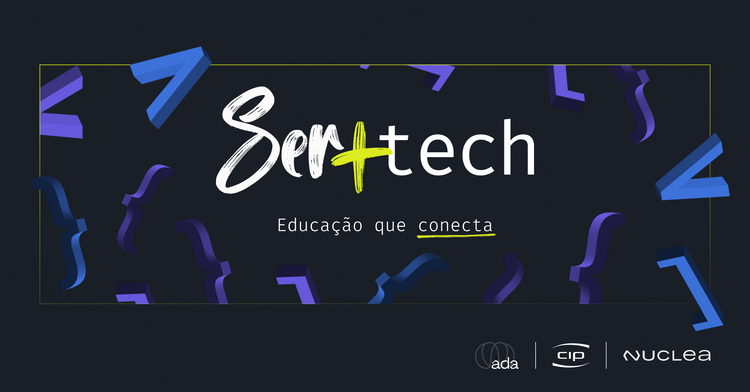 Ser+tech
Educação que conecta
ada | CIP | NUCLEA